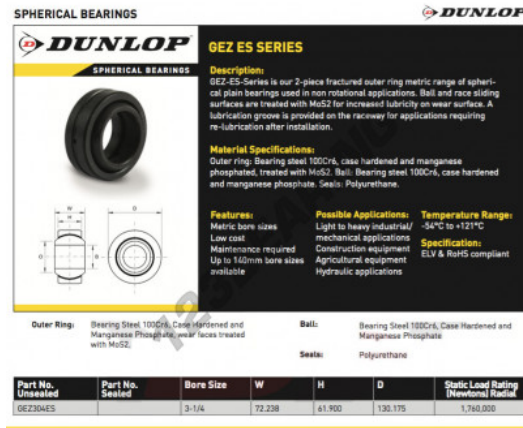 SPHERICAL BEARINGS
DUNLOP
DUNLOP
SPHERICAL BEARINGS
GEZ ES SERIES
Description:
GEZ-ES-Series is our 2-piece fractured outer ring metric range of spheri-
cal plain bearings used in non rotational applications. Ball and race sliding
surfaces are treated with MoS2 for increased lubricity on wear surface. A
lubrication groove is provided on the raceway for applications requiring
re-lubrication after installation.
Material Specifications:
Outer ring: Bearing steel 100Cr6, case hardened and manganese
phosphated, treated with MoS2. Ball: Bearing steel 100Cr6, case hardened
and manganese phosphate. Seals: Polyurethane.
W
H
D
Features:
Metric bore sizes
Low cost
Maintenance required
Up to 140mm bore sizes
available
Possible Applications:
Light to heavy industrial/
mechanical applications
Construction equipment
Agricultural equipment
Hydraulic applications
Temperature Range:
-54°C to +121°C
Specification:
ELV & RoHS compliant
Outer Ring: Bearing Steel 100Cr6, Case Hardened and
Manganese Phosphate, wear faces treated
with MoS2,
Ball: Bearing Steel 100Cr6, Case Hardened and
Manganese Phosphate
Seals: Polyurethane
Part No. Unsealed Part No. Sealed Bore Size W H D Static Load Rating (Newtons) Radial
GEZ304ES 3-1/4 72.238 61.900 130.175 1,760,000